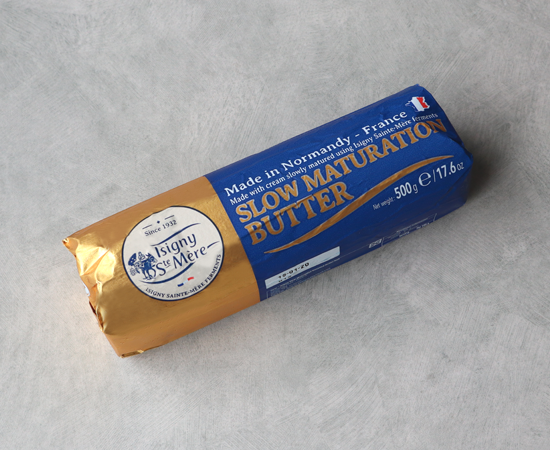 Since 1932
Isigny
Ste Mère
ISIGNY SAINTE-MÈRE FERMENTS
Made in Normandy - France
Made with cream slowly matured using Isigny Sainte-Mère ferments
SLOW MATURATION
BUTTER
Net weight: 500g ℮ / 17.6 oz